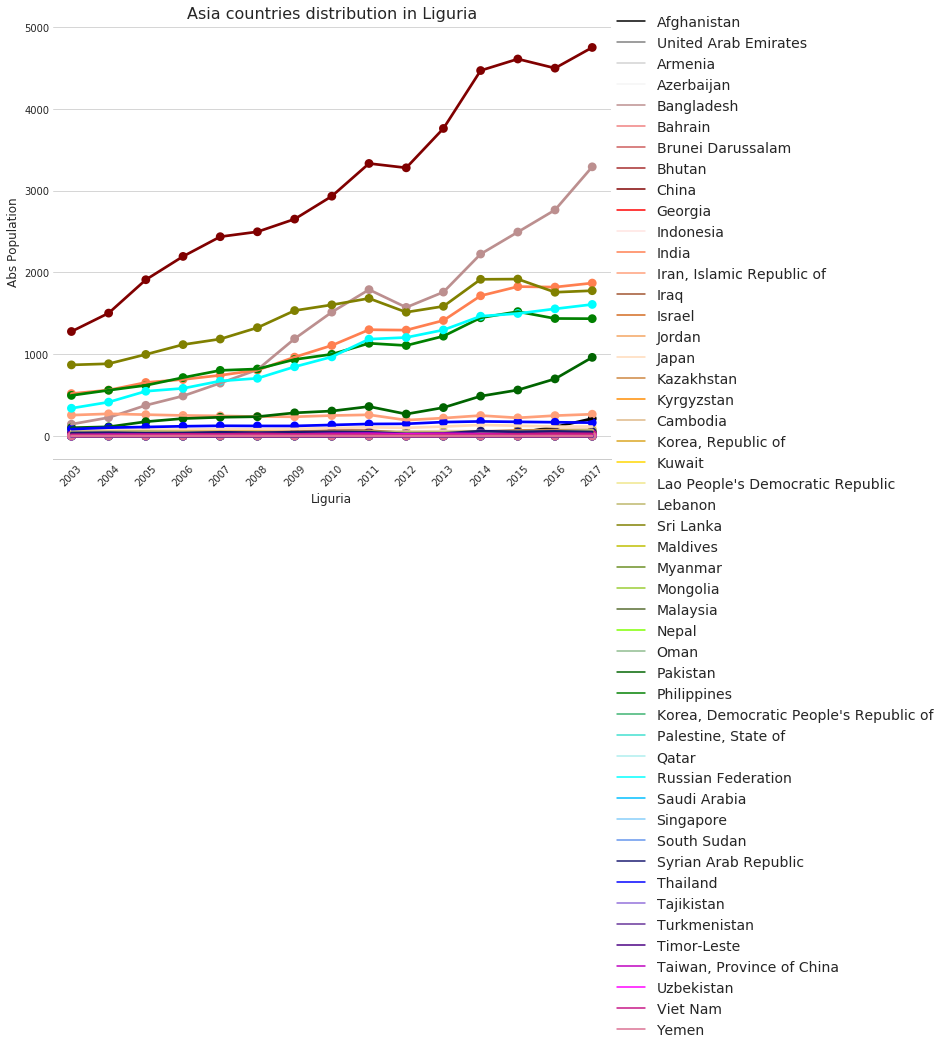 Asia countries distribution in Liguria
5000
4000
3000
2000
1000
0
Abs Population
2003
2004
2005
2006
2007
2008
2009
2010
2011
2012
2013
2014
2015
2016
2017
Liguria
Afghanistan
United Arab Emirates
Armenia
Azerbaijan
Bangladesh
Bahrain
Brunei Darussalam
Bhutan
China
Georgia
Indonesia
India
Iran, Islamic Republic of
Iraq
Israel
Jordan
Japan
Kazakhstan
Kyrgyzstan
Cambodia
Korea, Republic of
Kuwait
Lao People's Democratic Republic
Lebanon
Sri Lanka
Maldives
Myanmar
Mongolia
Malaysia
Nepal
Oman
Pakistan
Philippines
Korea, Democratic People's Republic of
Palestine, State of
Qatar
Russian Federation
Saudi Arabia
Singapore
South Sudan
Syrian Arab Republic
Thailand
Tajikistan
Turkmenistan
Timor-Leste
Taiwan, Province of China
Uzbekistan
Viet Nam
Yemen